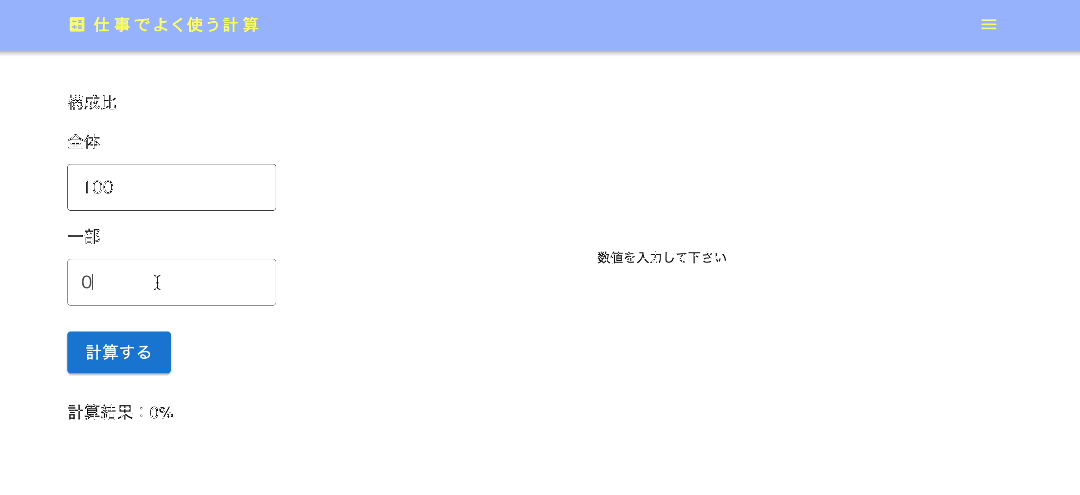 仕事でよく使う計算
構成比
全体
100
一部
0
数値を入力して下さい
計算する
計算結果：0%